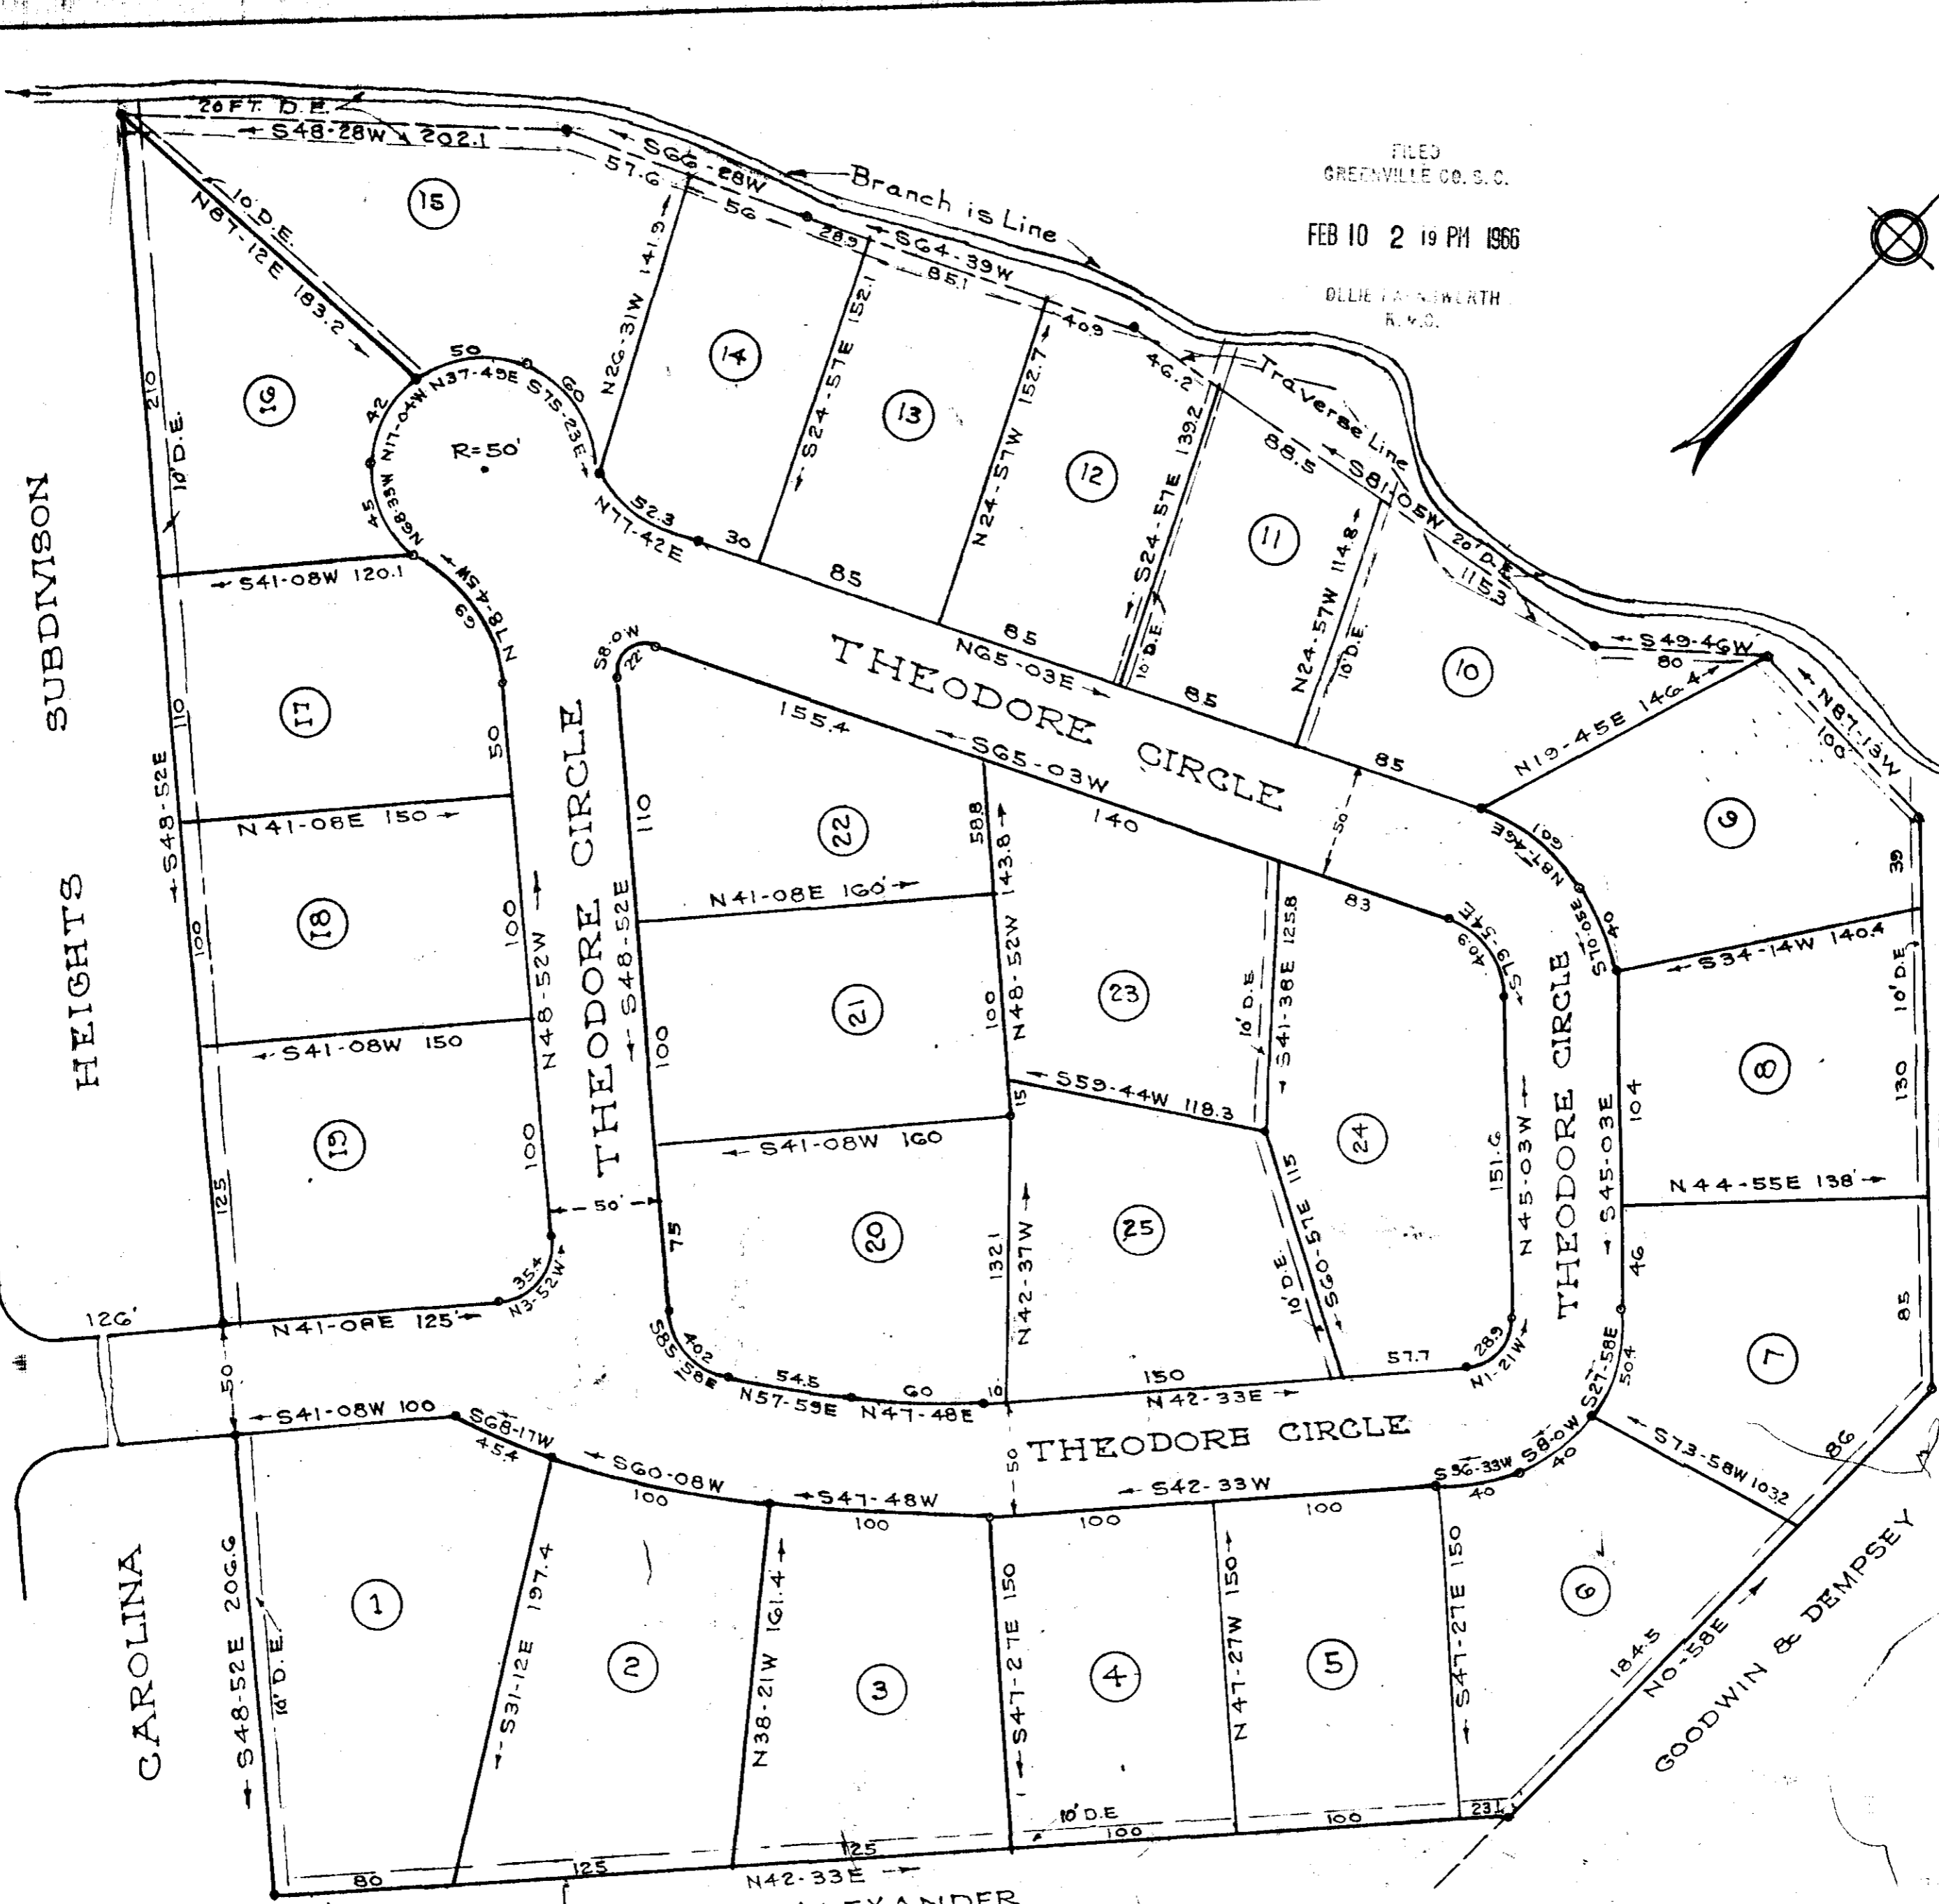 FILED
GREENVILLE CO. S. C.
FEB 10 2 19 PM 1966
R. M. C.
20 FT. D. E.
S48-28W 202.1
S66-28W
57.6
56
Branch is Line
28.9
S64-39W
85.1
40.9
46.2
Traverse Line
88.5
S81-05W
20' D.E.
115.3
S49-46W
80
N87-13W
100
10' D.E.
N87-12E 183.2
15
N26-31W 141.9
14
S24-57E 152.1
13
N24-57W 152.7
12
S24-57E 139.2
10' D.E.
11
N24-57W 114.8
10' D.E.
10
N19-45E 146.4
9
39
210
10' D.E.
16
50
N37-49E
60
S75-23E
42
N17-04W
R=50'
45
N68-33W
52.3
N77-42E
30
85
85
N65-03E
85
85
S41-08W 120.1
69
N78-45W
17
110
50
S48-52E
N41-08E 150
18
100
100
N48-52W
S41-08W 150
19
125
100
35.4
N3-52W
126'
N41-08E 125'
50
SUBDIVISON
HEIGHTS
CAROLINA
THEODORE CIRCLE
S8-0W
22'
155.4
S65-03W
140
50'
83
THEODORE CIRCLE
110
S48-52E
100
75
50'
22
58.8
143.8
N41-08E 160'
21
100
N48-52W
15
S41-08W 160
20
132.1
N42-37W
23
10' D.E.
S41-38E 125.8
S59-44W 118.3
24
25
115
S60-57E
10' D.E.
40.9
S79-54E
151.6
N45-03W
28.9
N1-21W
57.7
N87-46E
60.1
40
S70-05E
S34-14W 140.4
10' D.E.
8
130
104
S45-03E
THEODORE CIRCLE
N44-55E 138'
46
7
85
S27-58E
50.4
S73-58W 103.2
86
40.2
S85-58E
54.5
N57-59E
60
N47-48E
10
150
N42-33E
THEODORE CIRCLE
50
S41-08W 100
S68-17W
45.4
S60-08W
100
S47-48W
100
S42-33W
100
100
S36-33W
40
S8-0W
40
S48-52E 206.6
10' D.E.
1
S31-12E 197.4
2
N38-21W 161.4
3
S47-27E 150
4
N47-27W 150
5
S47-27E 150
6
184.5
N0-58E
GOODWIN & DEMPSEY
80
125
125
10' D.E
100
100
23.1
N42-33E